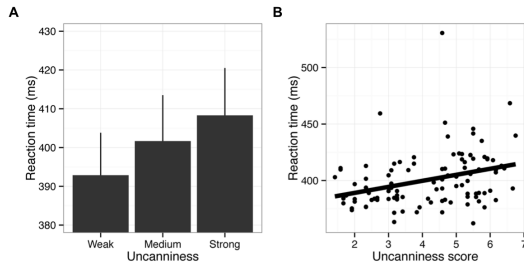 A
Reaction time (ms)
430
420
410
400
390
380
Weak Medium Strong
Uncanniness
B
Reaction time (ms)
500
450
400
2 3 4 5 6 7
Uncanniness score